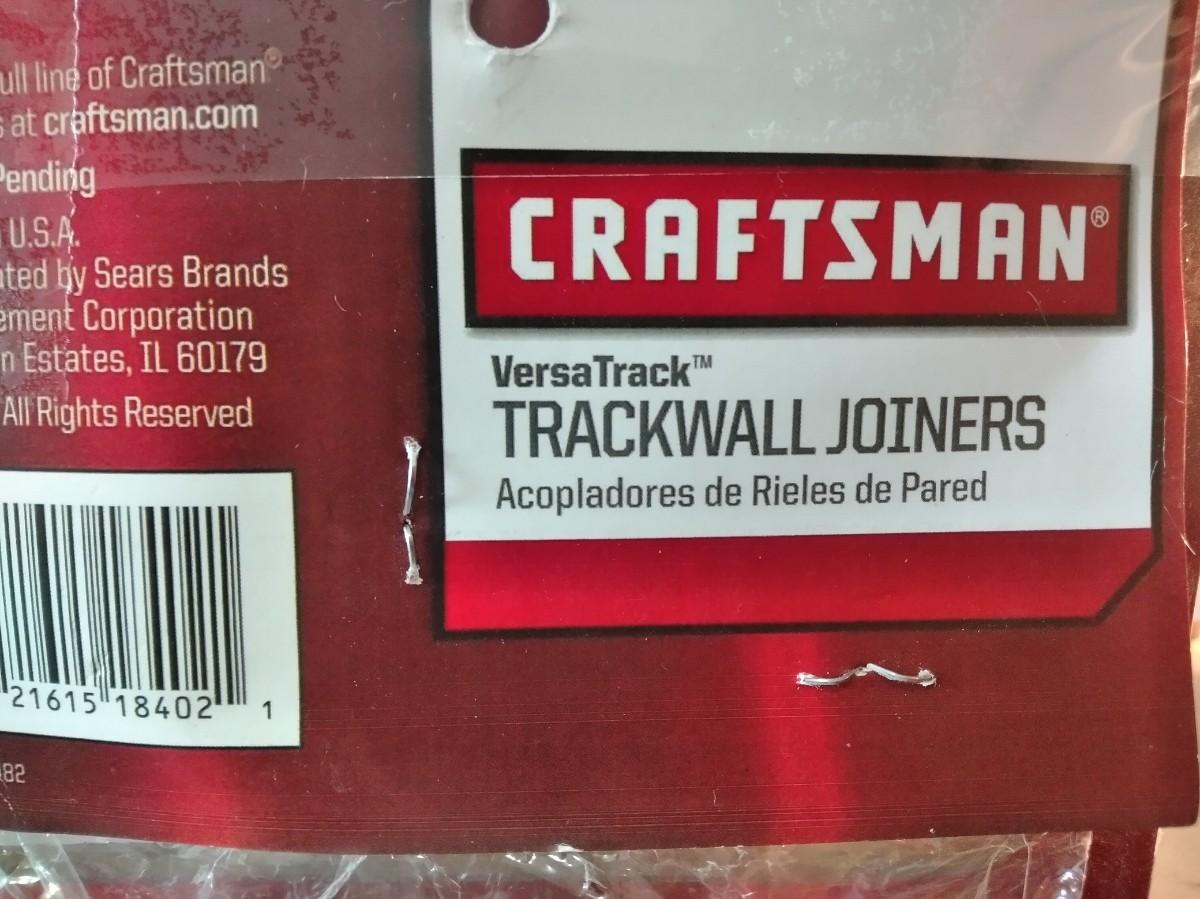 line of Craftsman®
at craftsman.com
Pending
U.S.A.
by Sears Brands
Corporation
Estates, IL 60179
All Rights Reserved
21615 18402 1
CRAFTSMAN®
VersaTrack™
TRACKWALL JOINERS
Acopladores de Rieles de Pared